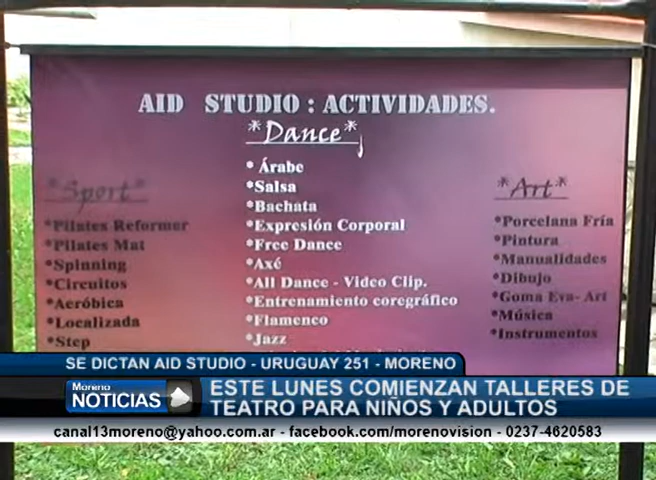 AID STUDIO : ACTIVIDADES.
*Sport*
*Pilates Reformer
*Pilates Mat
*Spinning
*Circuitos
*Aeróbica
*Localizada
*Step
*Dance*
*Árabe
*Salsa
*Bachata
*Expresión Corporal
*Free Dance
*Axé
*All Dance - Video Clip.
*Entrenamiento coregráfico
*Flamenco
*Jazz
*Art*
*Porcelana Fría
*Pintura
*Manualidades
*Dibujo
*Goma Eva- Art
*Música
*Instrumentos
SE DICTAN AID STUDIO - URUGUAY 251 - MORENO
Moreno
NOTICIAS
ESTE LUNES COMIENZAN TALLERES DE
TEATRO PARA NIÑOS Y ADULTOS
canal13moreno@yahoo.com.ar - facebook.com/morenovision - 0237-4620583